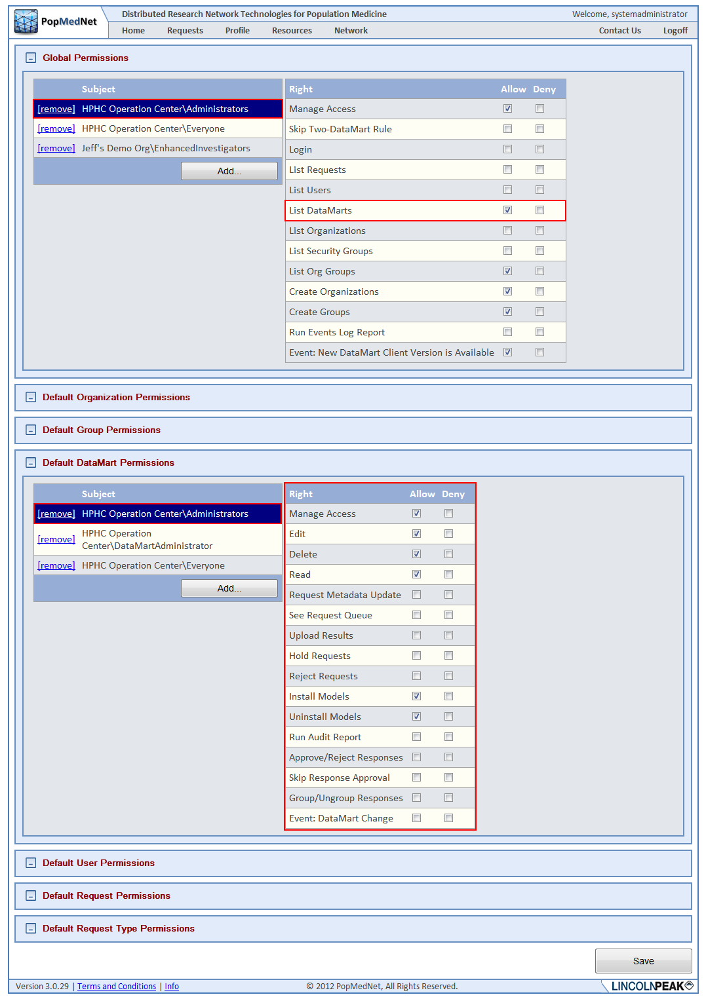 PopMedNet
Distributed Research Network Technologies for Population Medicine
Welcome, systemadministrator
Home Requests Profile Resources Network Contact Us Logoff
Global Permissions
Subject
[remove] HPHC Operation Center\Administrators
[remove] HPHC Operation Center\Everyone
[remove] Jeff's Demo Org\EnhancedInvestigators
Add...
Right Allow Deny
Manage Access
Skip Two-DataMart Rule
Login
List Requests
List Users
List DataMarts
List Organizations
List Security Groups
List Org Groups
Create Organizations
Create Groups
Run Events Log Report
Event: New DataMart Client Version is Available
Default Organization Permissions
Default Group Permissions
Default DataMart Permissions
Subject
[remove] HPHC Operation Center\Administrators
[remove] HPHC Operation
Center\DataMartAdministrator
[remove] HPHC Operation Center\Everyone
Add...
Right Allow Deny
Manage Access
Edit
Delete
Read
Request Metadata Update
See Request Queue
Upload Results
Hold Requests
Reject Requests
Install Models
Uninstall Models
Run Audit Report
Approve/Reject Responses
Skip Response Approval
Group/Ungroup Responses
Event: DataMart Change
Default User Permissions
Default Request Permissions
Default Request Type Permissions
Save
Version 3.0.29 | Terms and Conditions | Info
© 2012 PopMedNet, All Rights Reserved.
LINCOLNPEAK